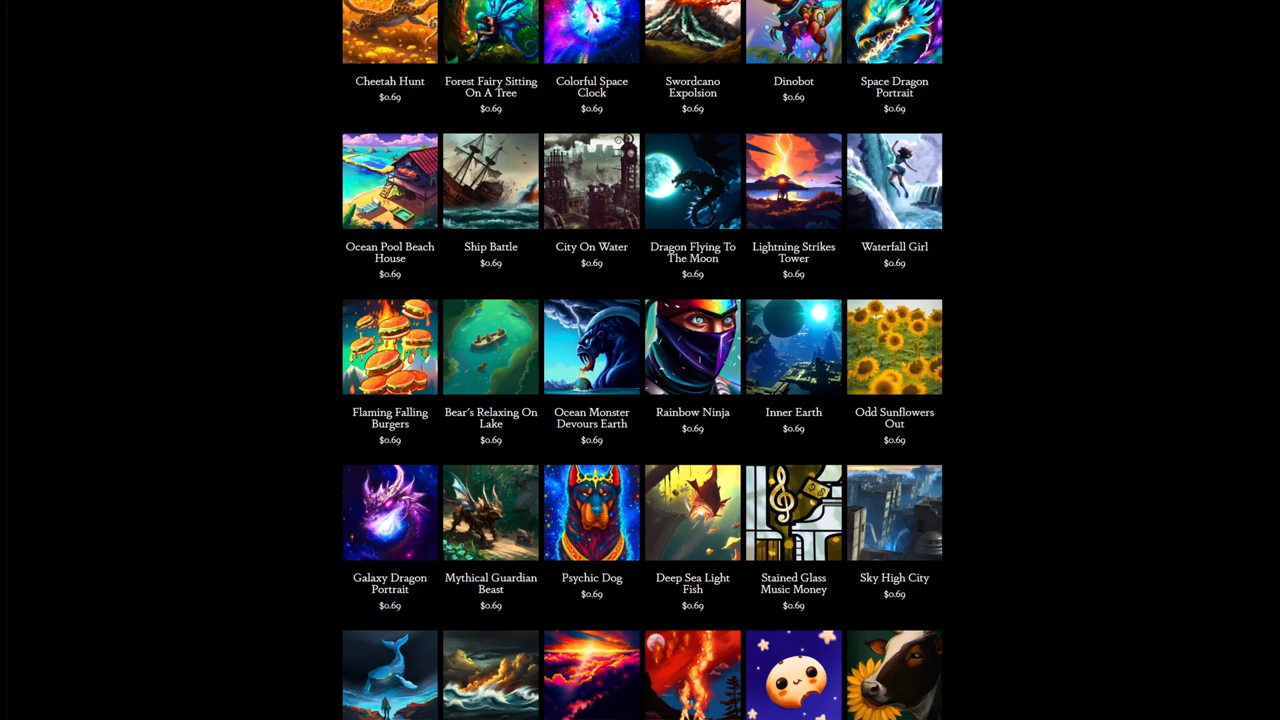 Cheetah Hunt
$0.69
Forest Fairy Sitting
On A Tree
$0.69
Colorful Space
Clock
$0.69
Swordcano
Expolsion
$0.69
Dinobot
$0.69
Space Dragon
Portrait
$0.69
Ocean Pool Beach
House
$0.69
Ship Battle
$0.69
City On Water
$0.69
Dragon Flying To
The Moon
$0.69
Lightning Strikes
Tower
$0.69
Waterfall Girl
$0.69
Flaming Falling
Burgers
$0.69
Bear's Relaxing On
Lake
$0.69
Ocean Monster
Devours Earth
$0.69
Rainbow Ninja
$0.69
Inner Earth
$0.69
Odd Sunflowers
Out
$0.69
Galaxy Dragon
Portrait
$0.69
Mythical Guardian
Beast
$0.69
Psychic Dog
$0.69
Deep Sea Light
Fish
$0.69
Stained Glass
Music Money
$0.69
Sky High City
$0.69